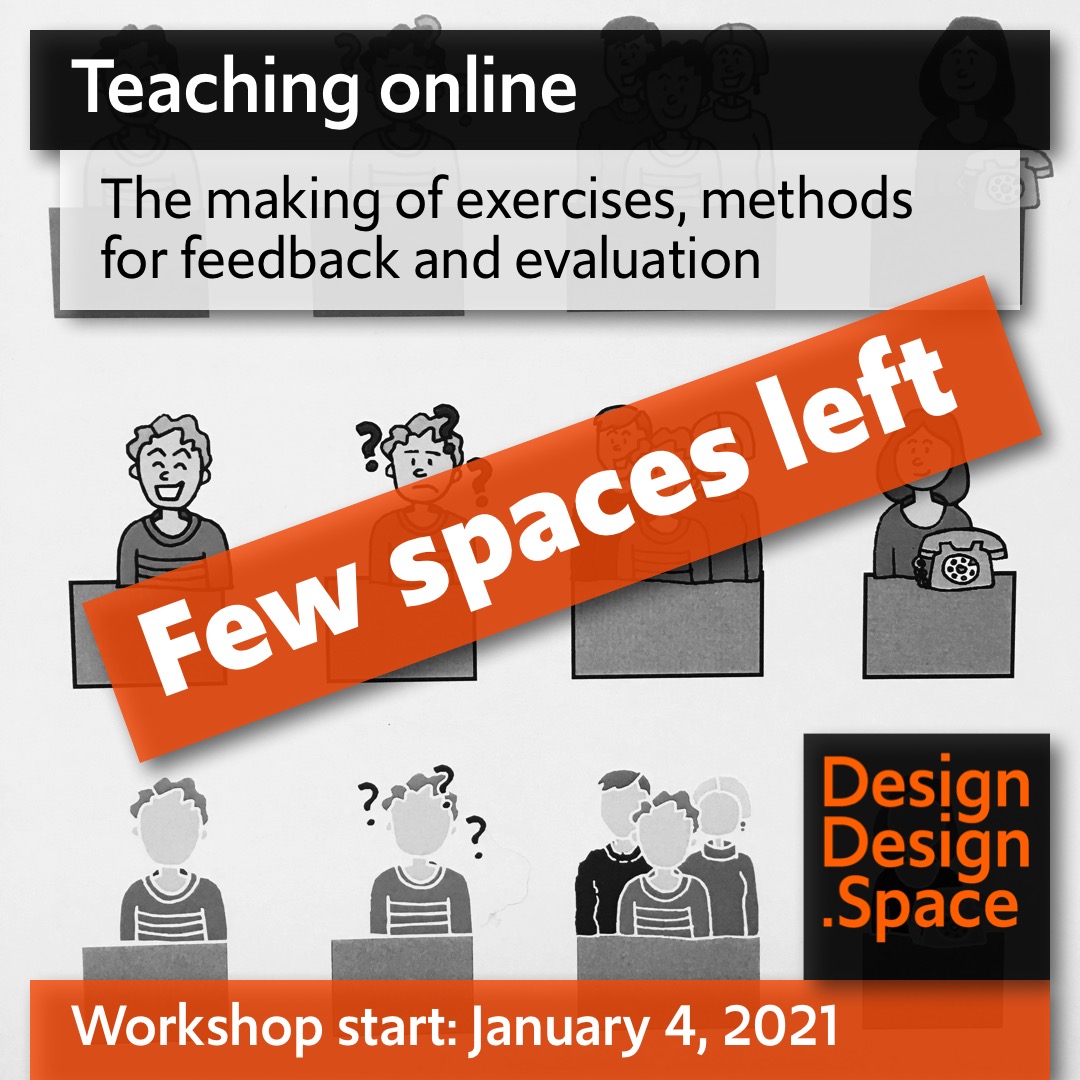 Teaching online
The making of exercises, methods
for feedback and evaluation
Few spaces left
Design
Design
.Space
Workshop start: January 4, 2021